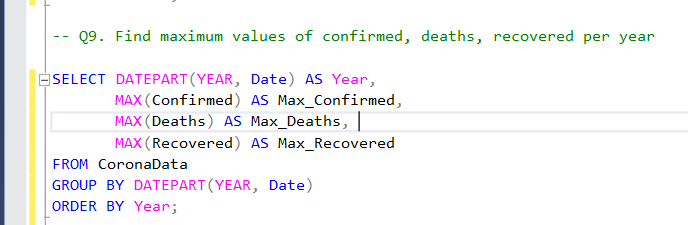 -- Q9. Find maximum values of confirmed, deaths, recovered per year
SELECT DATEPART(YEAR, Date) AS Year,
MAX(Confirmed) AS Max_Confirmed,
MAX(Deaths) AS Max_Deaths,
MAX(Recovered) AS Max_Recovered
FROM CoronaData
GROUP BY DATEPART(YEAR, Date)
ORDER BY Year;